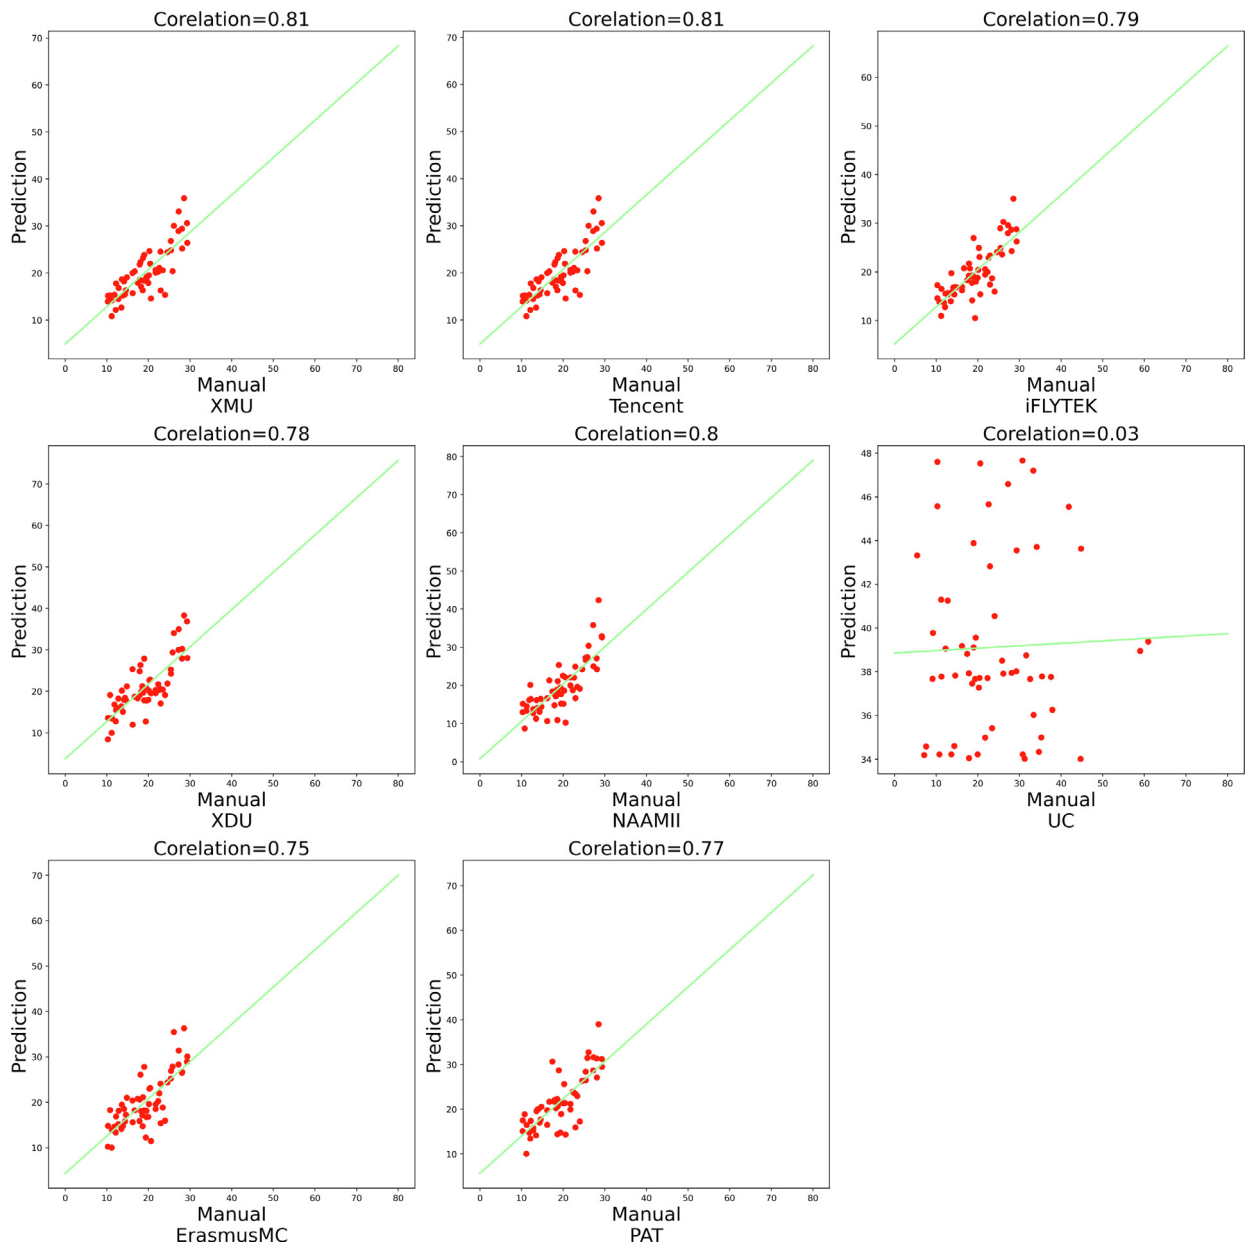 Corelation=0.81
70
60
50
40
30
20
10
Prediction
0 10 20 30 40 50 60 70 80
Manual
XMU
Corelation=0.81
70
60
50
40
30
20
10
Prediction
0 10 20 30 40 50 60 70 80
Manual
Tencent
Corelation=0.79
60
50
40
30
20
10
Prediction
0 10 20 30 40 50 60 70 80
Manual
iFLYTEK
Corelation=0.78
70
60
50
40
30
20
10
Prediction
0 10 20 30 40 50 60 70 80
Manual
XDU
Corelation=0.8
80
70
60
50
40
30
20
10
0
Prediction
0 10 20 30 40 50 60 70 80
Manual
NAAMII
Corelation=0.03
48
46
44
42
40
38
36
34
Prediction
0 10 20 30 40 50 60 70 80
Manual
UC
Corelation=0.75
70
60
50
40
30
20
10
Prediction
0 10 20 30 40 50 60 70 80
Manual
ErasmusMC
Corelation=0.77
70
60
50
40
30
20
10
Prediction
0 10 20 30 40 50 60 70 80
Manual
PAT